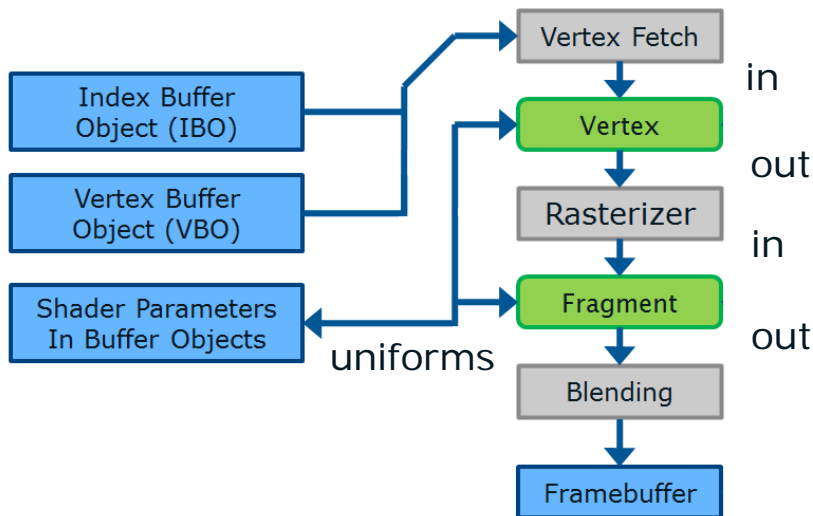 Vertex Fetch
in
Index Buffer
Object (IBO)
Vertex
out
Vertex Buffer
Object (VBO)
Rasterizer
in
Shader Parameters
In Buffer Objects
Fragment
out
uniforms
Blending
Framebuffer